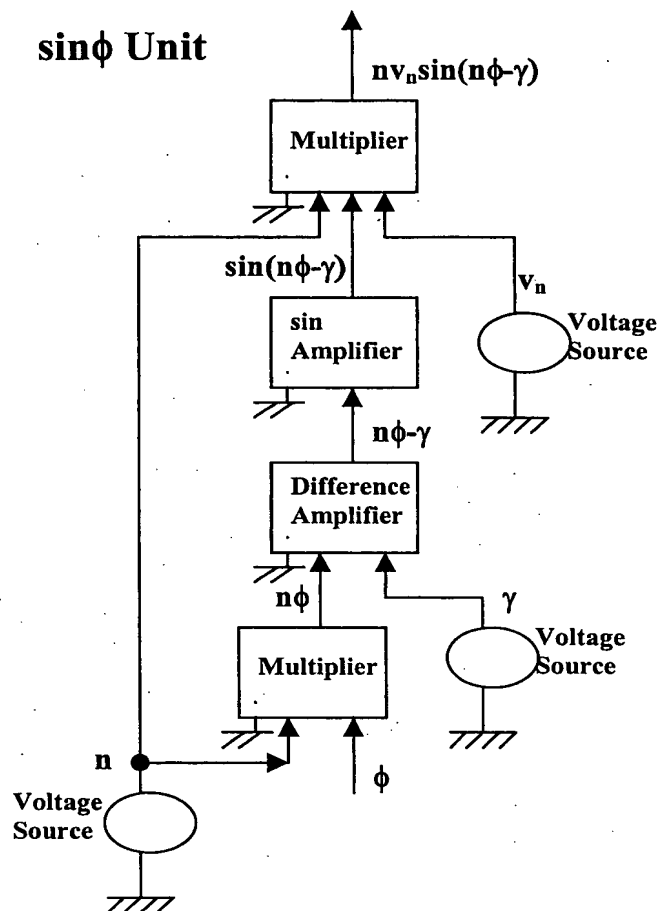 sinϕ Unit
nvₙsin(nϕ-γ)
Multiplier
sin(nϕ-γ)
vₙ
Voltage
Source
sin
Amplifier
nϕ-γ
Difference
Amplifier
nϕ
γ
Voltage
Source
Multiplier
n
ϕ
Voltage
Source